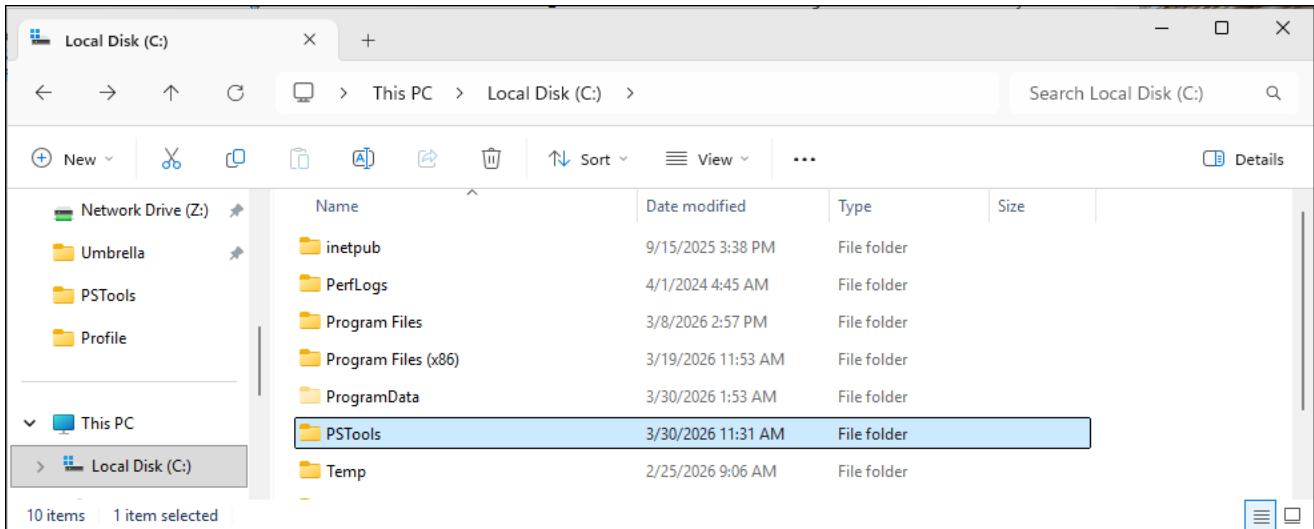 Local Disk (C:)
This PC > Local Disk (C:) >
Search Local Disk (C:)
New
Sort
View
Details
Network Drive (Z:)
Umbrella
PSTools
Profile
This PC
Local Disk (C:)
Name Date modified Type Size
inetpub 9/15/2025 3:38 PM File folder
PerfLogs 4/1/2024 4:45 AM File folder
Program Files 3/8/2026 2:57 PM File folder
Program Files (x86) 3/19/2026 11:53 AM File folder
ProgramData 3/30/2026 1:53 AM File folder
PSTools 3/30/2026 11:31 AM File folder
Temp 2/25/2026 9:06 AM File folder
10 items 1 item selected